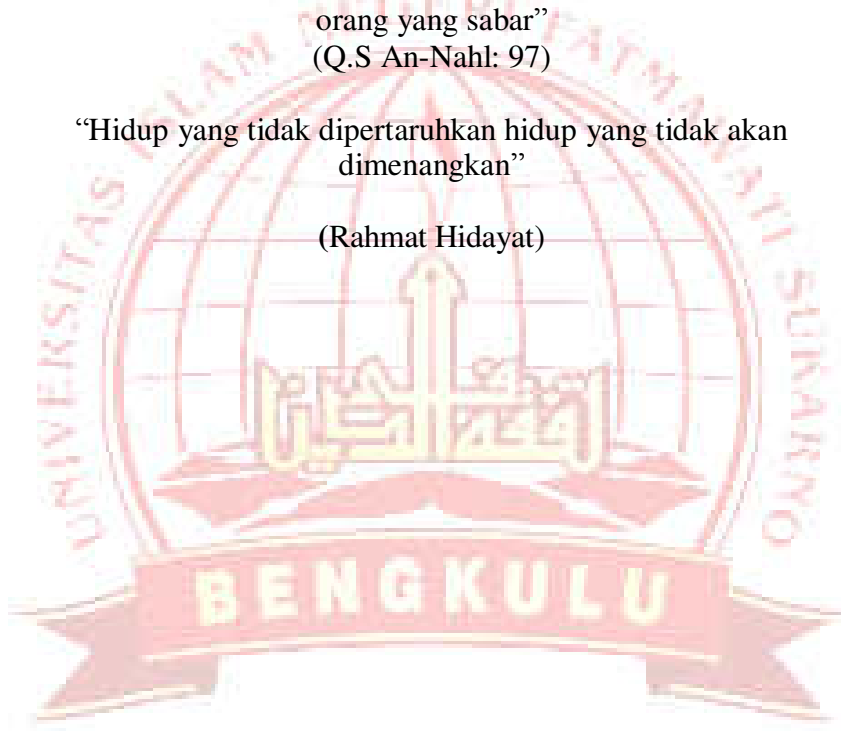 orang yang sabar”
(Q.S An-Nahl: 97)
“Hidup yang tidak dipertaruhkan hidup yang tidak akan
dimenangkan”
(Rahmat Hidayat)
BENGKULU